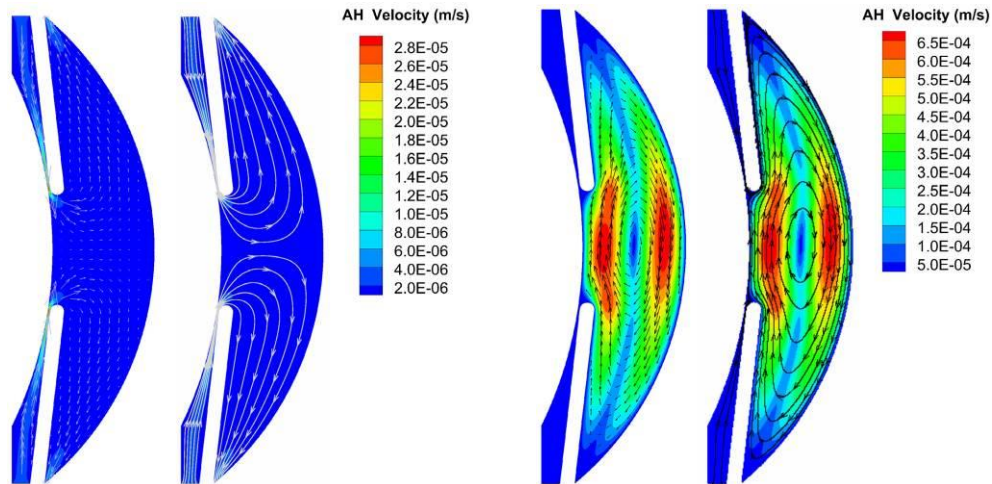 AH Velocity (m/s)
2.8E-05
2.6E-05
2.4E-05
2.2E-05
2.0E-05
1.8E-05
1.6E-05
1.4E-05
1.2E-05
1.0E-05
8.0E-06
6.0E-06
4.0E-06
2.0E-06
AH Velocity (m/s)
6.5E-04
6.0E-04
5.5E-04
5.0E-04
4.5E-04
4.0E-04
3.5E-04
3.0E-04
2.5E-04
2.0E-04
1.5E-04
1.0E-04
5.0E-05